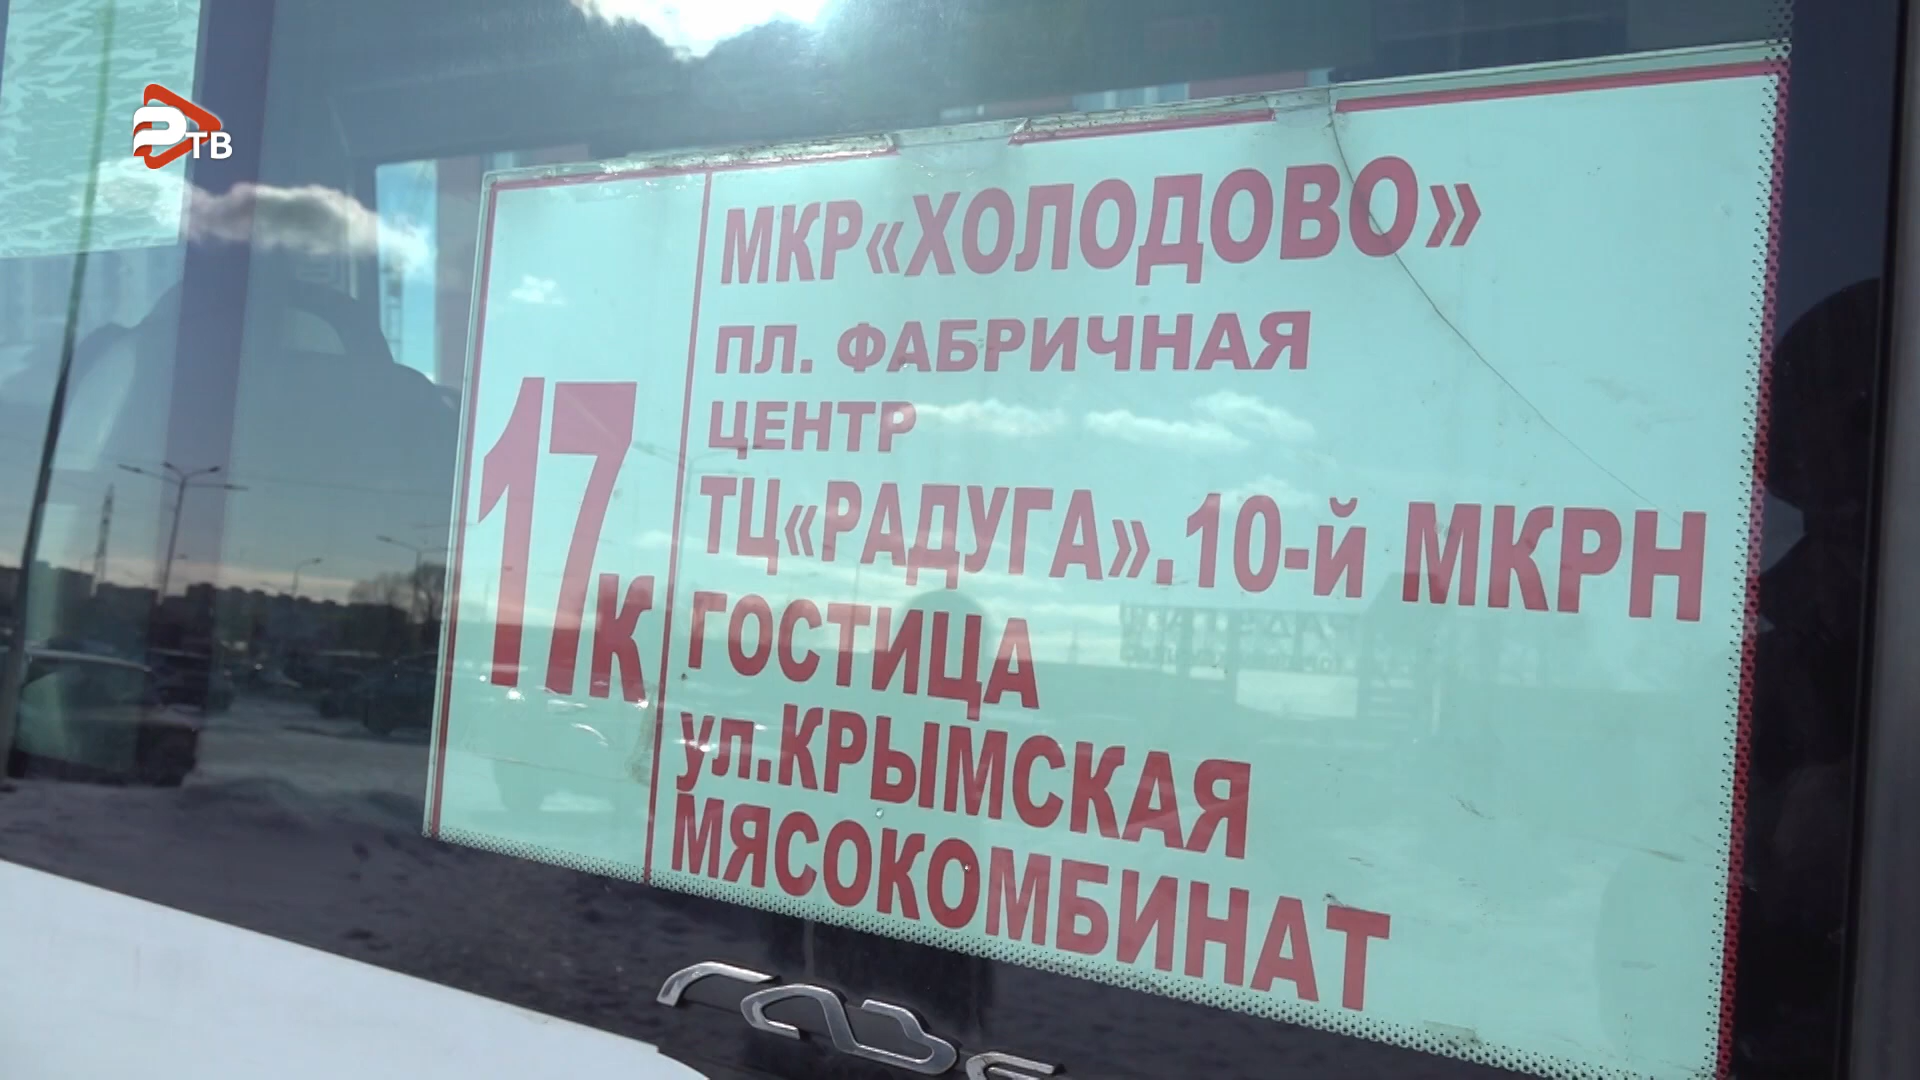 ТВ
17к
МКР«ХОЛОДОВО»
ПЛ. ФАБРИЧНАЯ
ЦЕНТР
ТЦ«РАДУГА».10-й МКРН
ГОСТИЦА
ул.КРЫМСКАЯ
МЯСОКОМБИНАТ